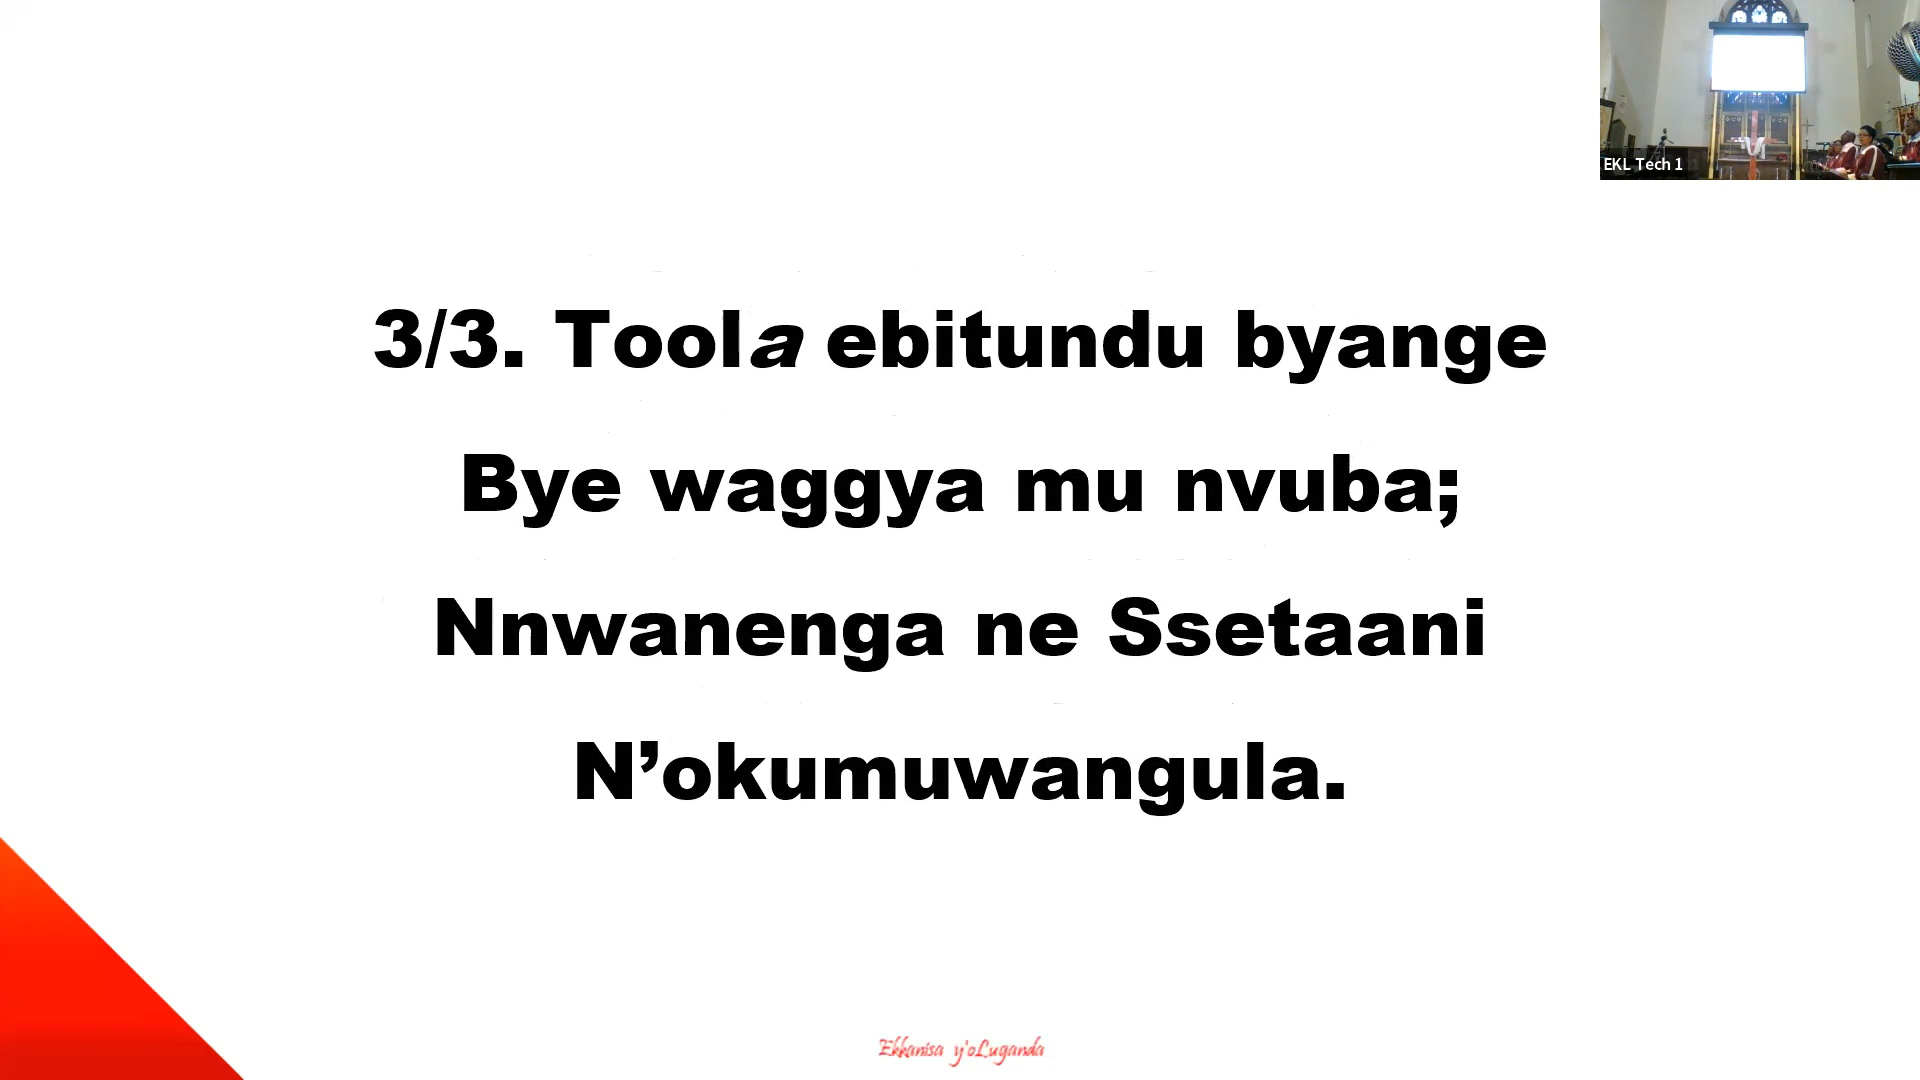 EKL Tech 1
3/3. Toola ebitundu byange
Bye waggya mu nvuba;
Nnwanenga ne Ssetaani
N’okumuwangula.
Ekkanisa y'oLuganda